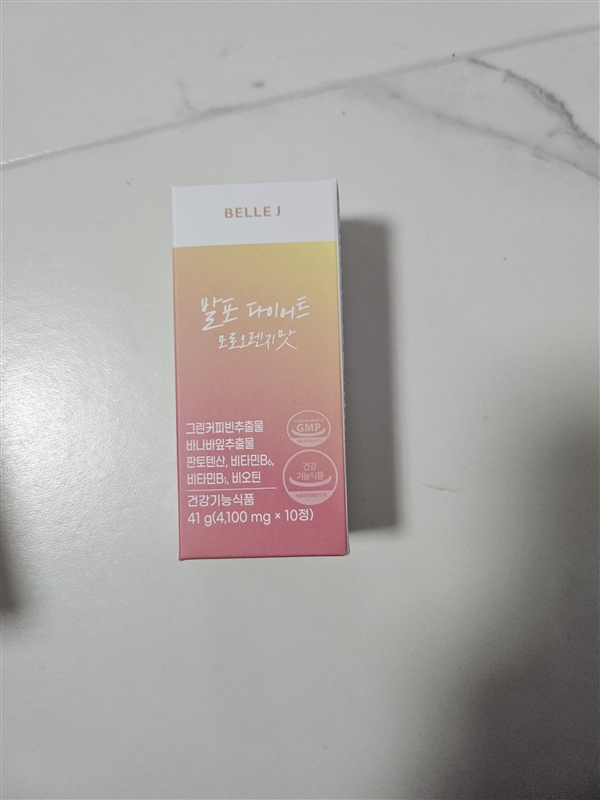 BELLE J
발포 다이어트
모로오렌지맛
그린커피빈추출물
바나바잎추출물
판토텐산, 비타민B₆,
비타민B₁, 비오틴
건강기능식품
41 g(4,100 mg × 10정)
GMP
건강
기능식품